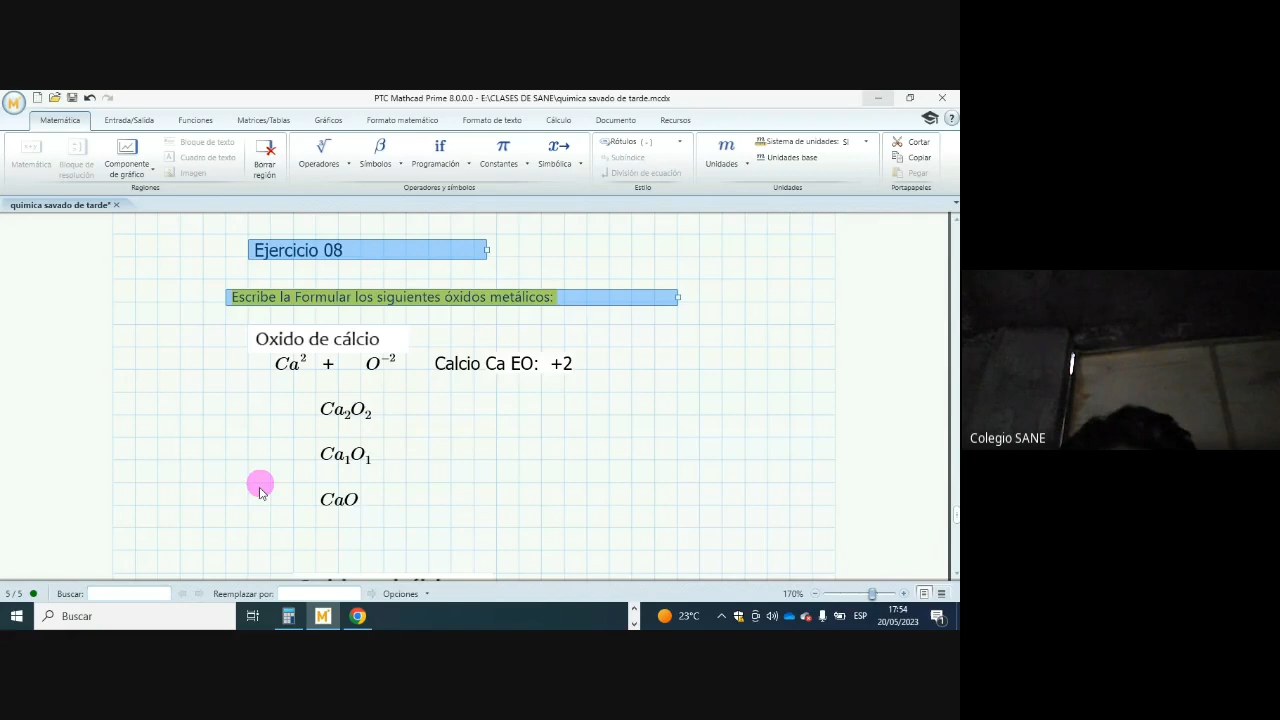 PTC Mathcad Prime 8.0.0.0 - E:\CLASES DE SANE\quimica savado de tarde.mcdx
Matemática Entrada/Salida Funciones Matrices/Tablas Gráficos Formato matemático Formato de texto Cálculo Documento Recursos
Matemática
Bloque de resolución
Componente de gráfico
Bloque de texto
Cuadro de texto
Imagen
Borrar región
Operadores
Símbolos
if
Programación
Constantes
Simbólica
Rótulos ( - )
Subíndice
División de ecuación
Unidades
Sistema de unidades: SI
Unidades base
Cortar
Copiar
Pegar
Regiones Operadores y símbolos Estilo Unidades Portapapeles
quimica savado de tarde*
Ejercicio 08
Escribe la Formular los siguientes óxidos metálicos:
Oxido de cálcio
Ca² + O⁻² Calcio Ca EO: +2
Ca₂O₂
Ca₁O₁
CaO
Colegio SANE
5/5 Buscar: Reemplazar por: Opciones 170%
Buscar
23°C
ESP
17:54
20/05/2023